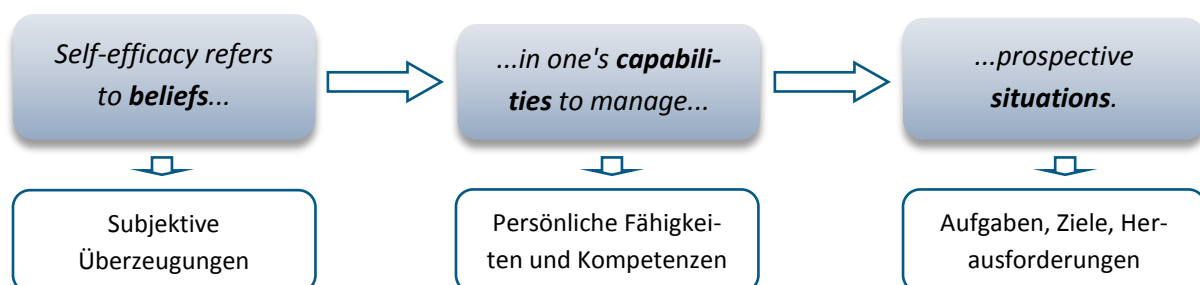 Self-efficacy refers
to beliefs...
...in one's capabili-
ties to manage...
...prospective
situations.
Subjektive
Überzeugungen
Persönliche Fähigkei-
ten und Kompetenzen
Aufgaben, Ziele, Her-
ausforderungen